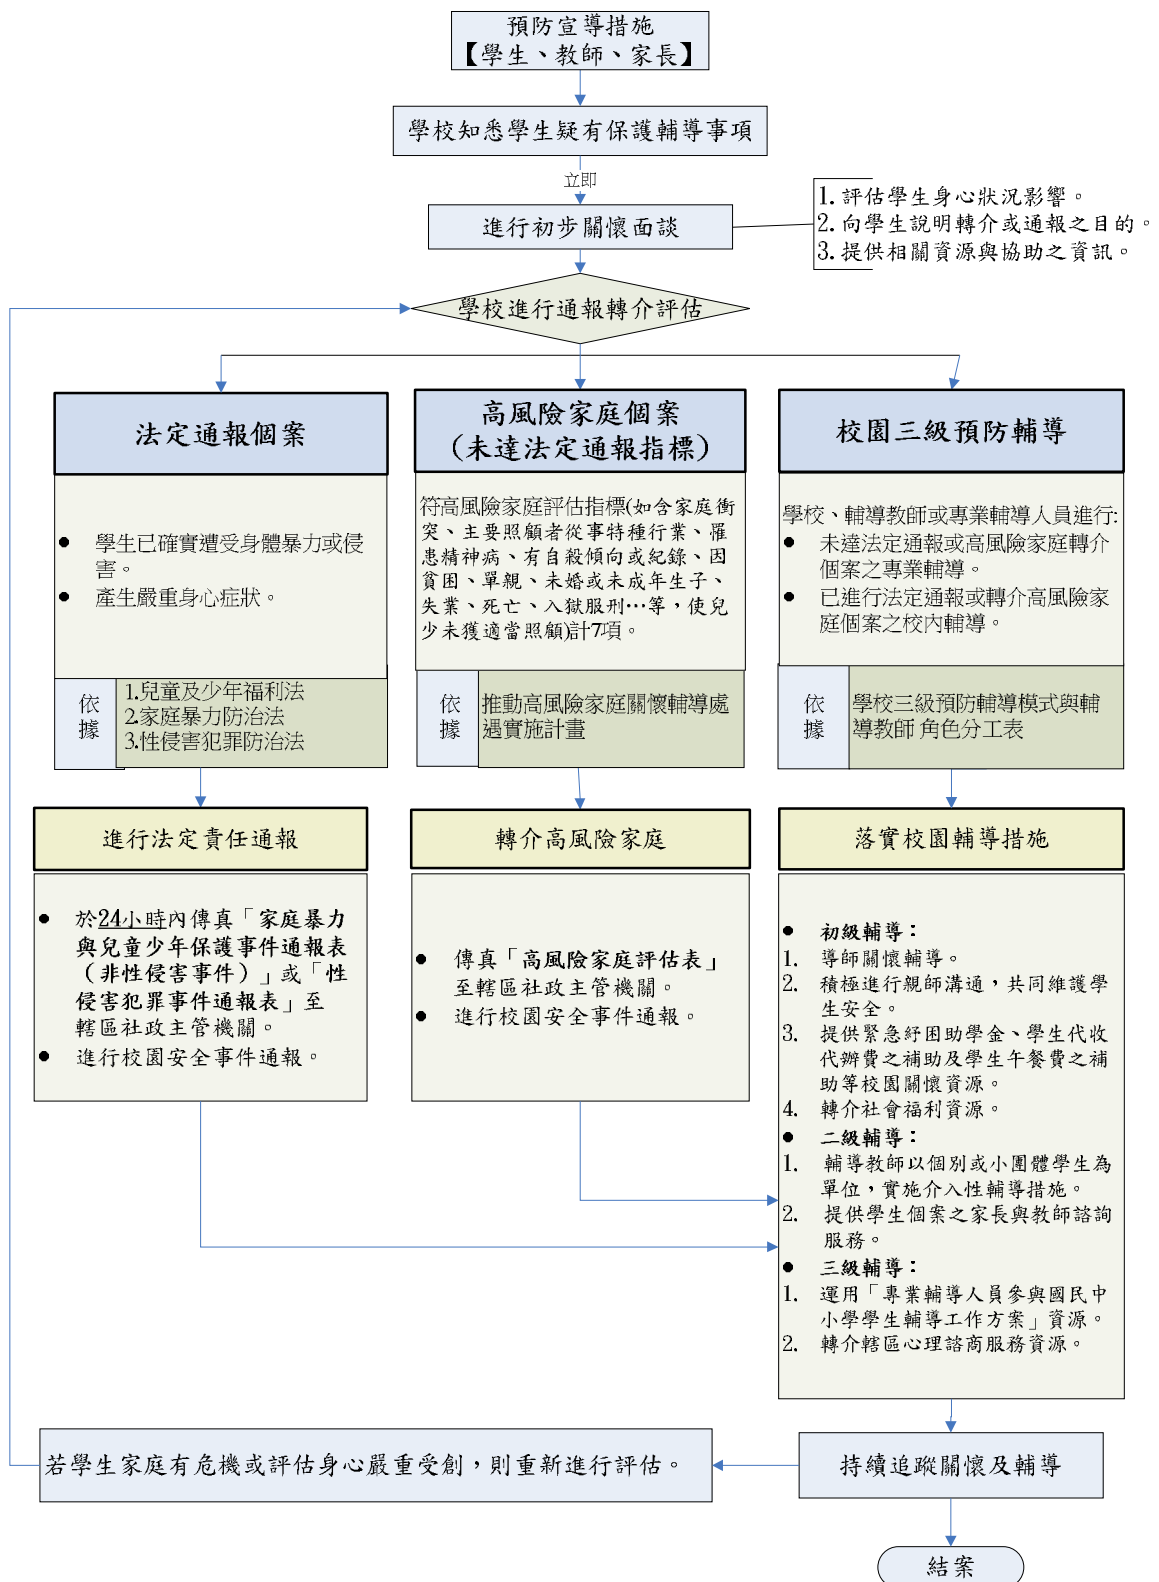 預防宣導措施
【學生、教師、家長】
學校知悉學生疑有保護輔導事項
立即
進行初步關懷面談
1. 評估學生身心狀況影響。
2. 向學生說明轉介或通報之目的。
3. 提供相關資源與協助之資訊。
學校進行通報轉介評估
法定通報個案
● 學生已確實遭受身體暴力或侵
害。
● 產生嚴重身心症狀。
依
據
1.兒童及少年福利法
2.家庭暴力防治法
3.性侵害犯罪防治法
高風險家庭個案
(未達法定通報指標)
符高風險家庭評估指標(如含家庭衝
突、主要照顧者從事特種行業、罹
患精神病、有自殺傾向或紀錄、因
貧困、單親、未婚或未成年生子、
失業、死亡、入獄服刑…等，使兒
少未獲適當照顧)計7項。
依
據
推動高風險家庭關懷輔導處
遇實施計畫
校園三級預防輔導
學校、輔導教師或專業輔導人員進行:
● 未達法定通報或高風險家庭轉介
個案之專業輔導。
● 已進行法定通報或轉介高風險家
庭個案之校內輔導。
依
據
學校三級預防輔導模式與輔
導教師 角色分工表
進行法定責任通報
● 於24小時內傳真「家庭暴力
與兒童少年保護事件通報表
（非性侵害事件）」或「性
侵害犯罪事件通報表」至
轄區社政主管機關。
● 進行校園安全事件通報。
轉介高風險家庭
● 傳真「高風險家庭評估表」
至轄區社政主管機關。
● 進行校園安全事件通報。
落實校園輔導措施
● 初級輔導：
1. 導師關懷輔導。
2. 積極進行親師溝通，共同維護學
生安全。
3. 提供緊急紓困助學金、學生代收
代辦費之補助及學生午餐費之補
助等校園關懷資源。
4. 轉介社會福利資源。
● 二級輔導：
1. 輔導教師以個別或小團體學生為
單位，實施介入性輔導措施。
2. 提供學生個案之家長與教師諮詢
服務。
● 三級輔導：
1. 運用「專業輔導人員參與國民中
小學學生輔導工作方案」資源。
2. 轉介轄區心理諮商服務資源。
若學生家庭有危機或評估身心嚴重受創，則重新進行評估。
持續追蹤關懷及輔導
結案